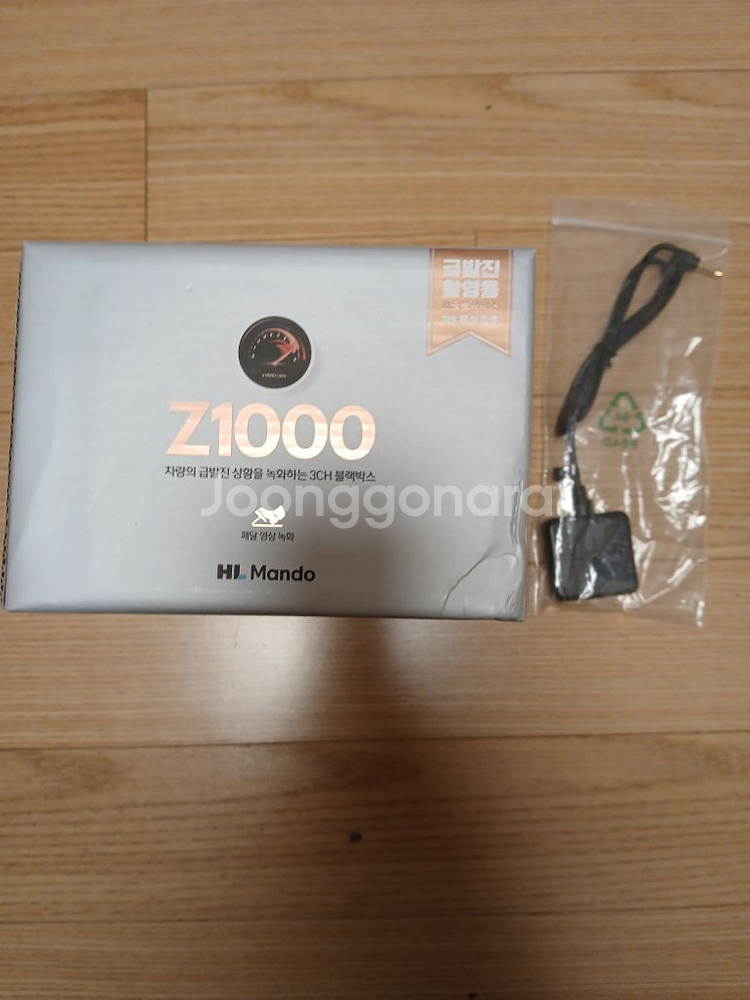 급발진
촬영용
Z1000
차량의 급발진 상황을 녹화하는 3CH 블랙박스
Joonggonara
페달 영상 녹화
HL Mando